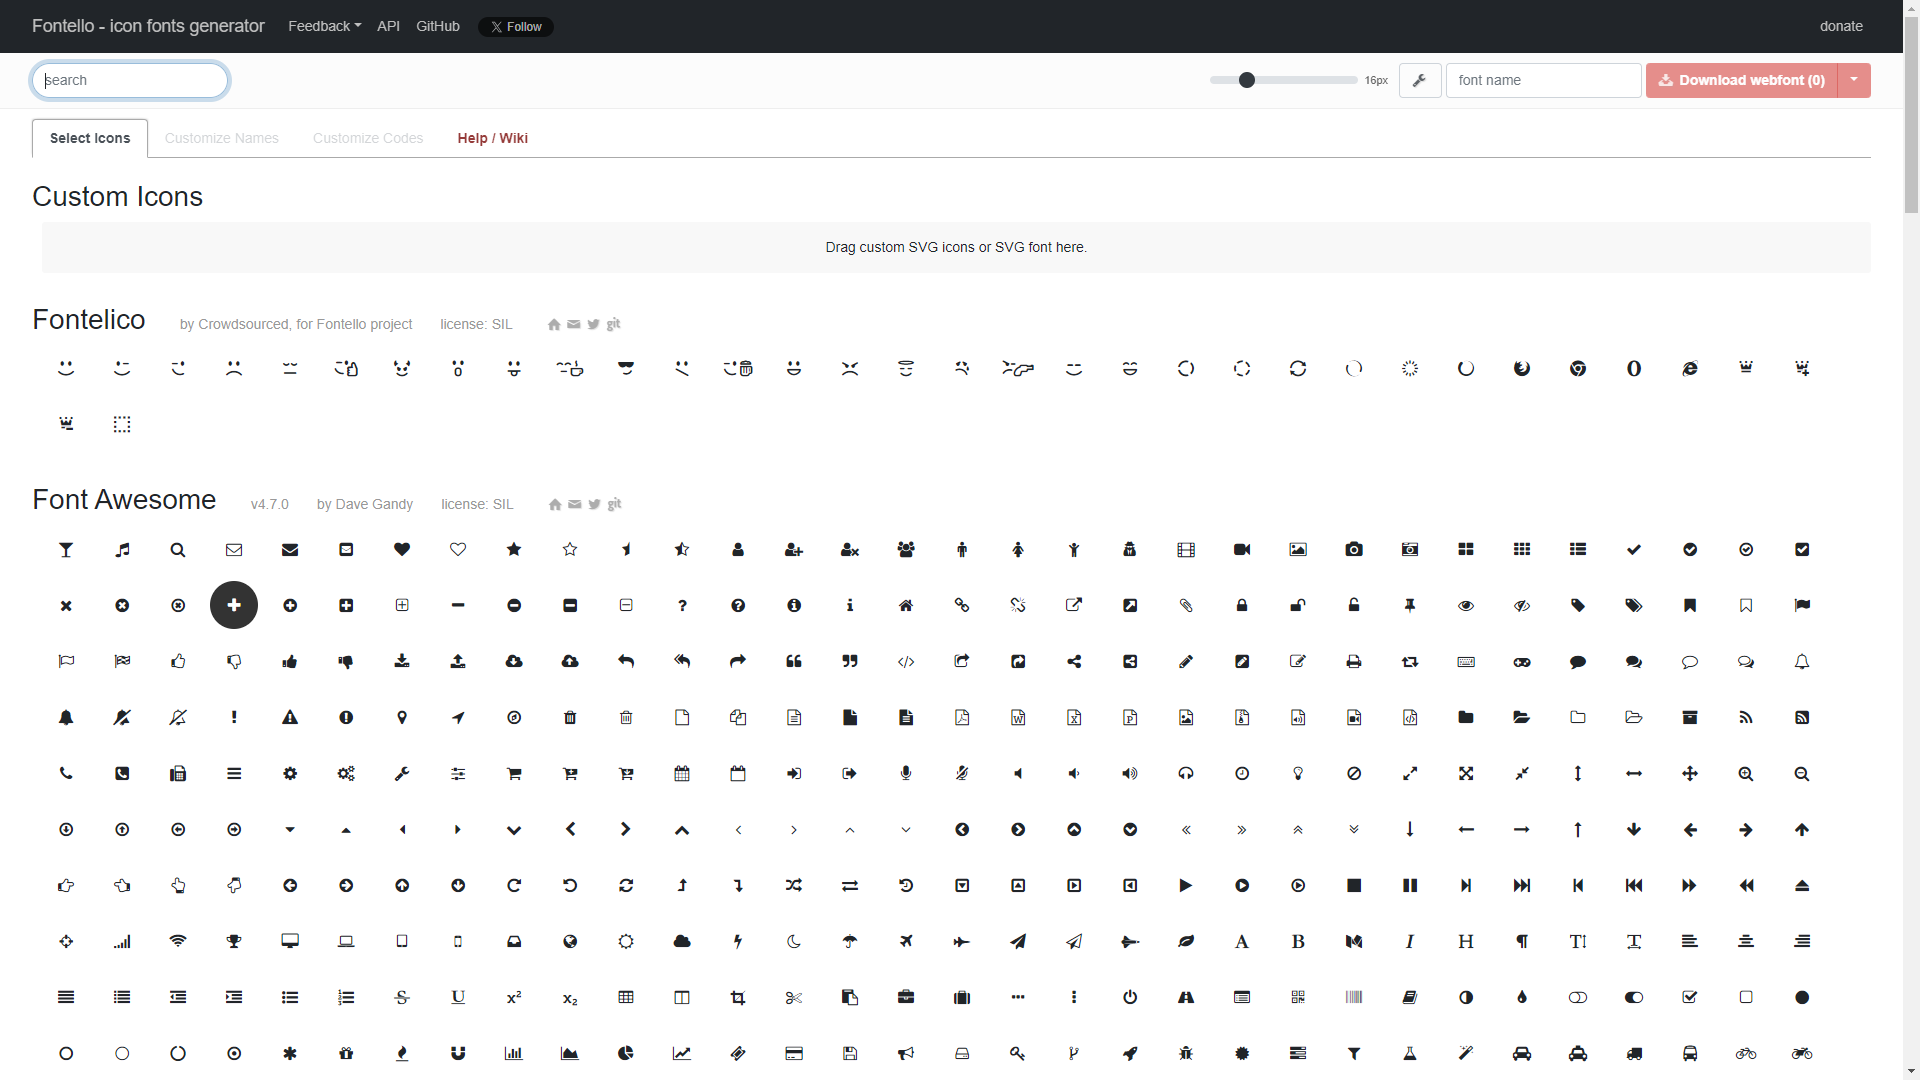 Fontello - icon fonts generator Feedback API GitHub Follow donate
search 16px font name Download webfont (0)
Select Icons Customize Names Customize Codes Help / Wiki
Custom Icons
Drag custom SVG icons or SVG font here.
Fontelico by Crowdsourced, for Fontello project license: SIL git
Font Awesome v4.7.0 by Dave Gandy license: SIL git